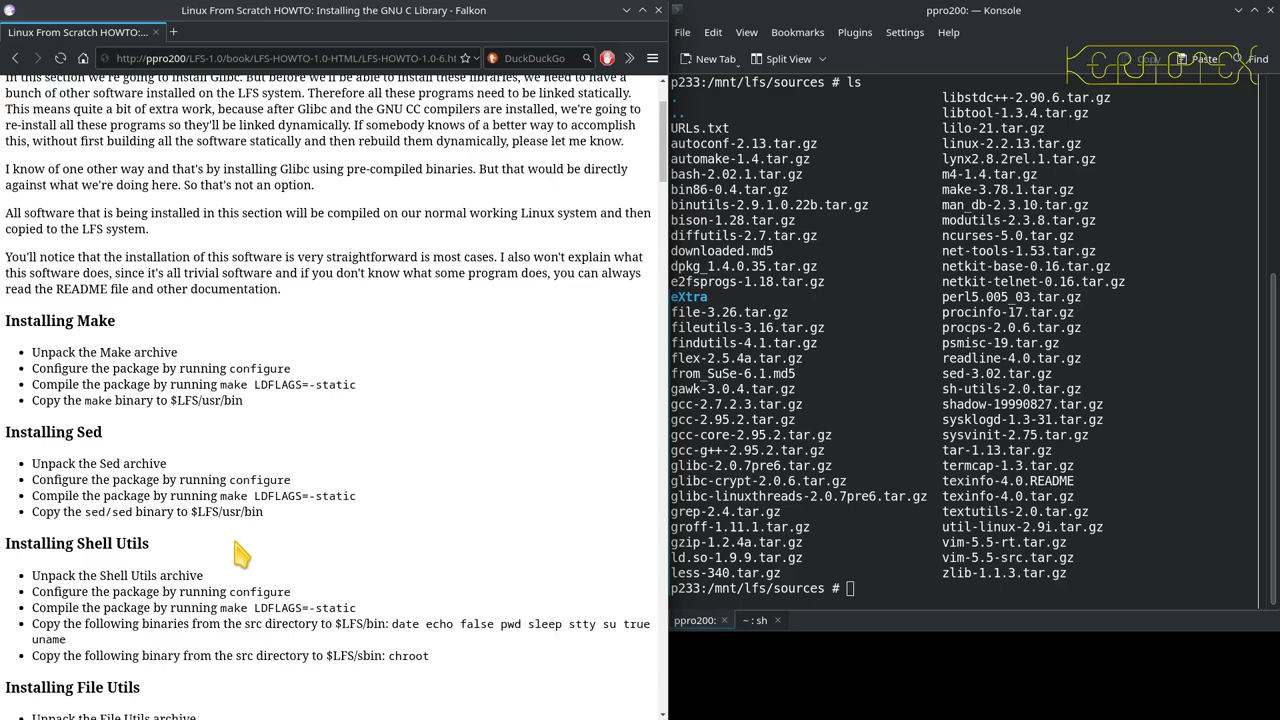 Linux From Scratch HOWTO: Installing the GNU C Library - Falkon
Linux From Scratch HOWTO:...
http://ppro200/LFS-1.0/book/LFS-HOWTO-1.0-HTML/LFS-HOWTO-1.0-6.ht
DuckDuckGo
In this section we're going to install Glibc. But before we'll be able to install these libraries, we need to have a
bunch of other software installed on the LFS system. Therefore all these programs need to be linked statically.
This means quite a bit of extra work, because after Glibc and the GNU CC compilers are installed, we're going to
re-install all these programs so they'll be linked dynamically. If somebody knows of a better way to accomplish
this, without first building all the software statically and then rebuild them dynamically, please let me know.
I know of one other way and that's by installing Glibc using pre-compiled binaries. But that would be directly
against what we're doing here. So that's not an option.
All software that is being installed in this section will be compiled on our normal working Linux system and then
copied to the LFS system.
You'll notice that the installation of this software is very straightforward is most cases. I also won't explain what
this software does, since it's all trivial software and if you don't know what some program does, you can always
read the README file and other documentation.
Installing Make
Unpack the Make archive
Configure the package by running configure
Compile the package by running make LDFLAGS=-static
Copy the make binary to $LFS/usr/bin
Installing Sed
Unpack the Sed archive
Configure the package by running configure
Compile the package by running make LDFLAGS=-static
Copy the sed/sed binary to $LFS/usr/bin
Installing Shell Utils
Unpack the Shell Utils archive
Configure the package by running configure
Compile the package by running make LDFLAGS=-static
Copy the following binaries from the src directory to $LFS/bin: date echo false pwd sleep stty su true
uname
Copy the following binary from the src directory to $LFS/sbin: chroot
Installing File Utils
Unpack the File Utils archive
ppro200: — Konsole
File Edit View Bookmarks Plugins Settings Help
New Tab Split View Copy Paste Find
p233:/mnt/lfs/sources # ls
. libstdc++-2.90.6.tar.gz
.. libtool-1.3.4.tar.gz
URLs.txt lilo-21.tar.gz
autoconf-2.13.tar.gz linux-2.2.13.tar.gz
automake-1.4.tar.gz lynx2.8.2rel.1.tar.gz
bash-2.02.1.tar.gz m4-1.4.tar.gz
bin86-0.4.tar.gz make-3.78.1.tar.gz
binutils-2.9.1.0.22b.tar.gz man_db-2.3.10.tar.gz
bison-1.28.tar.gz modutils-2.3.8.tar.gz
diffutils-2.7.tar.gz ncurses-5.0.tar.gz
downloaded.md5 net-tools-1.53.tar.gz
dpkg_1.4.0.35.tar.gz netkit-base-0.16.tar.gz
e2fsprogs-1.18.tar.gz netkit-telnet-0.16.tar.gz
eXtra perl5.005_03.tar.gz
file-3.26.tar.gz procinfo-17.tar.gz
fileutils-3.16.tar.gz procps-2.0.6.tar.gz
findutils-4.1.tar.gz psmisc-19.tar.gz
flex-2.5.4a.tar.gz readline-4.0.tar.gz
from_SuSe-6.1.md5 sed-3.02.tar.gz
gawk-3.0.4.tar.gz sh-utils-2.0.tar.gz
gcc-2.7.2.3.tar.gz shadow-19990827.tar.gz
gcc-2.95.2.tar.gz sysklogd-1.3-31.tar.gz
gcc-core-2.95.2.tar.gz sysvinit-2.75.tar.gz
gcc-g++-2.95.2.tar.gz tar-1.13.tar.gz
glibc-2.0.7pre6.tar.gz termcap-1.3.tar.gz
glibc-crypt-2.0.6.tar.gz texinfo-4.0.README
glibc-linuxthreads-2.0.7pre6.tar.gz texinfo-4.0.tar.gz
grep-2.4.tar.gz textutils-2.0.tar.gz
groff-1.11.1.tar.gz util-linux-2.9i.tar.gz
gzip-1.2.4a.tar.gz vim-5.5-rt.tar.gz
ld.so-1.9.9.tar.gz vim-5.5-src.tar.gz
less-340.tar.gz zlib-1.1.3.tar.gz
p233:/mnt/lfs/sources #
ppro200: ~ : sh